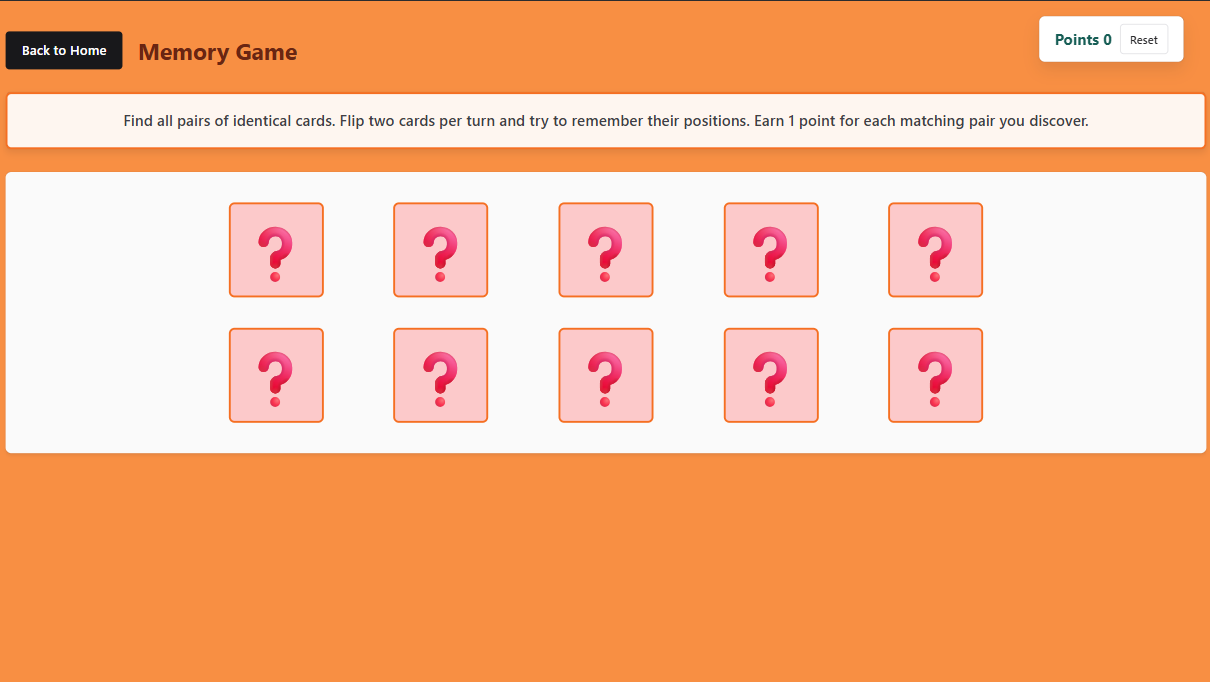 Back to Home
Memory Game
Points 0
Reset
Find all pairs of identical cards. Flip two cards per turn and try to remember their positions. Earn 1 point for each matching pair you discover.
❓ ❓ ❓ ❓ ❓
❓ ❓ ❓ ❓ ❓